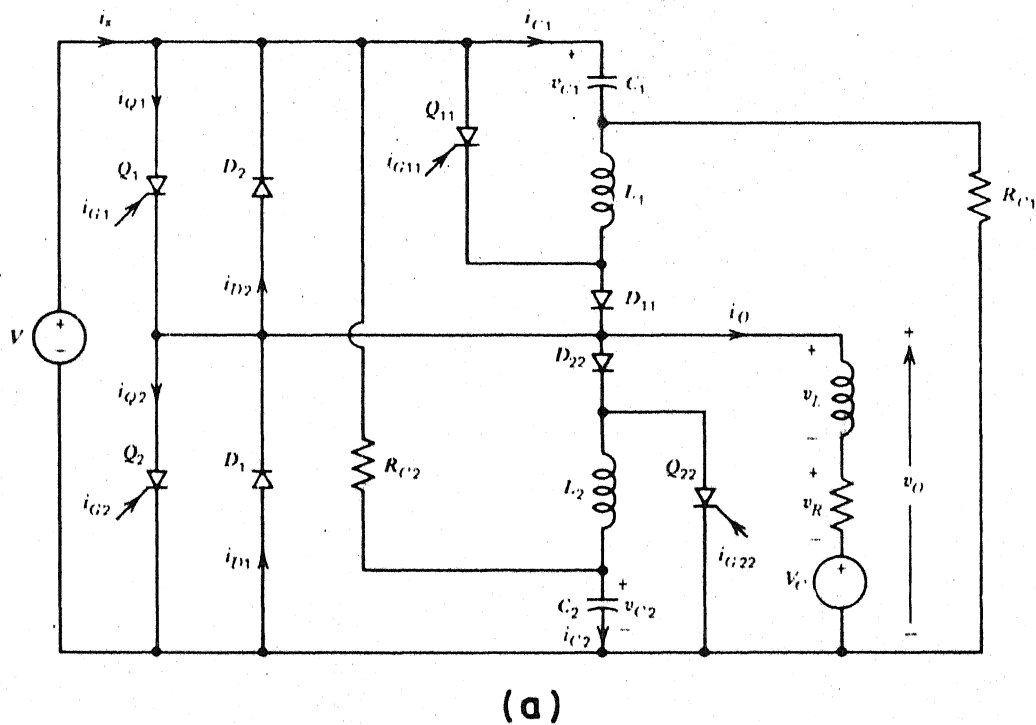 i_s
i_C1
+
v_C1
C_1
i_Q1
Q_11
Q_1
D_2
i_G11
L_1
R_C1
i_G1
i_D2
D_11
V
+
−
i_O
+
D_22
+
v_L
i_Q2
−
Q_2
D_1
R_C2
L_2
Q_22
+
v_R
v_O
i_G2
−
i_G22
i_D1
+
V_C
+
C_2
v_C2
i_C2
−
−
(a)